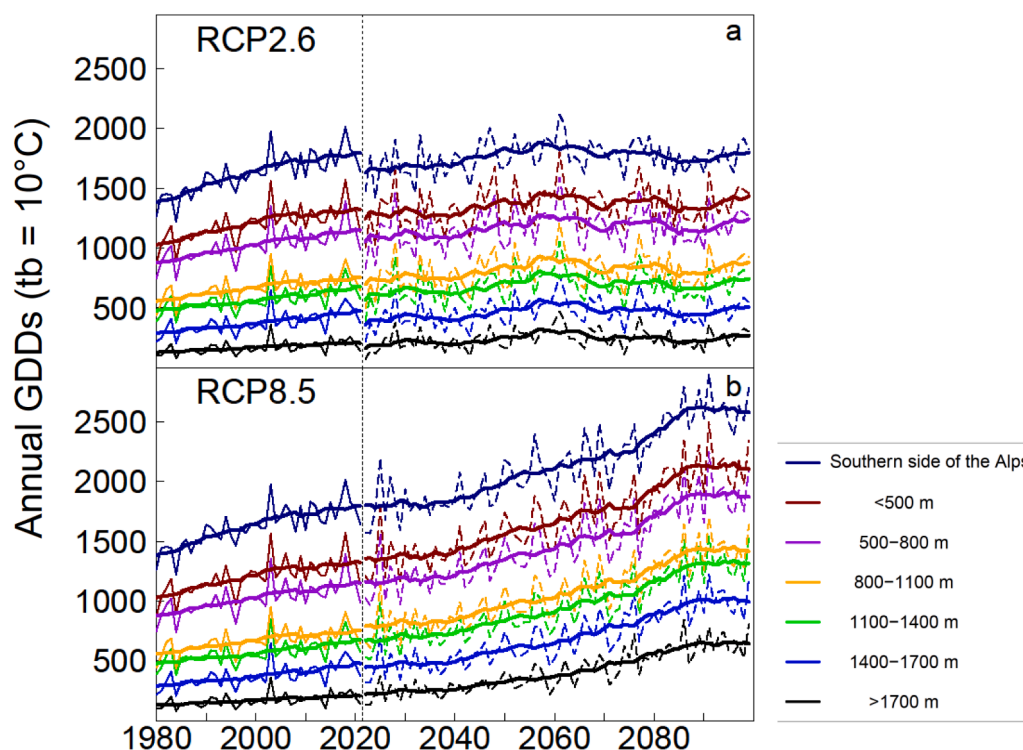 Annual GDDs (tb = 10°C)
RCP2.6
a
2500
2000
1500
1000
500
RCP8.5
b
2500
2000
1500
1000
500
1980 2000 2020 2040 2060 2080
Southern side of the Alps
<500 m
500−800 m
800−1100 m
1100−1400 m
1400−1700 m
>1700 m